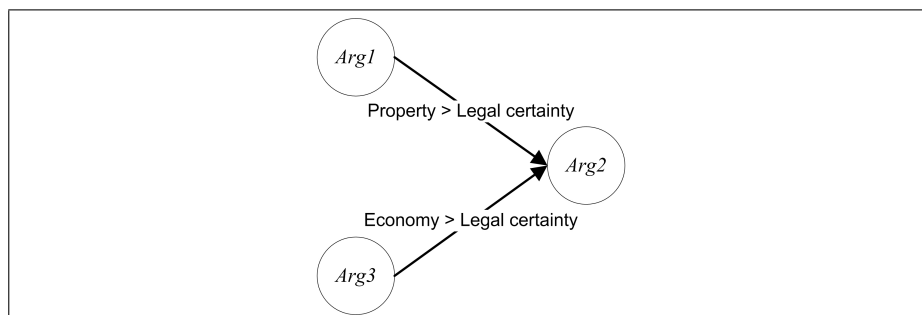 Arg1
Property > Legal certainty
Arg2
Economy > Legal certainty
Arg3